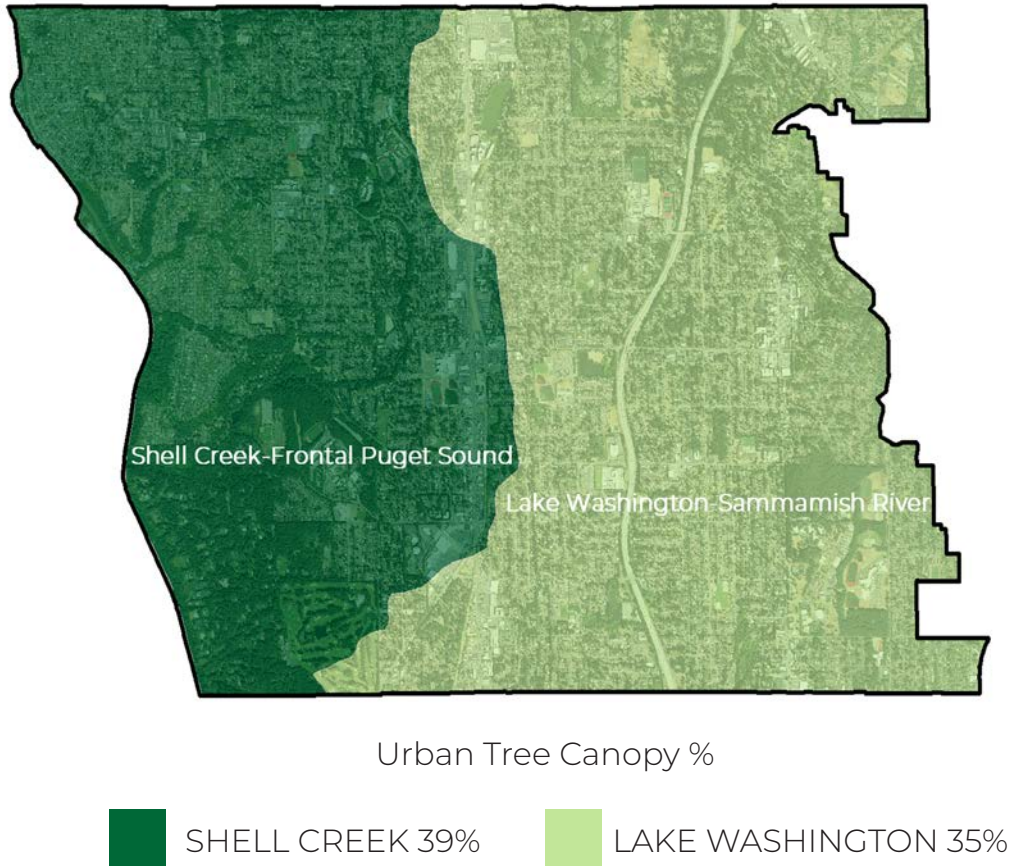 Shell Creek-Frontal Puget Sound
Lake Washington-Sammamish River
Urban Tree Canopy %
SHELL CREEK 39%
LAKE WASHINGTON 35%